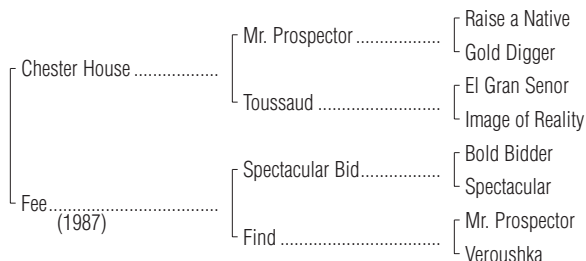 Raise a Native
Mr. Prospector ..................
Gold Digger
Chester House ..................
El Gran Senor
Toussaud .........................
Image of Reality
Bold Bidder
Spectacular Bid.................
Spectacular
Fee.....................................
(1987)
Mr. Prospector
Find ..................................
Veroushka